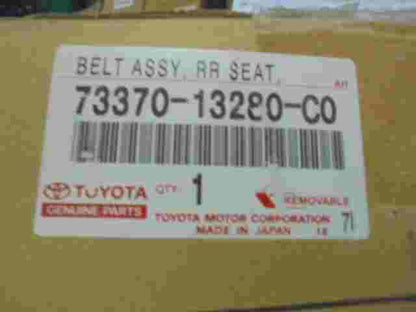 BELT ASSY, RR SEAT,
73370-13280-C0
TOYOTA QTY. 1 REMOVABLE
GENUINE PARTS TOYOTA MOTOR CORPORATION 71
MADE IN JAPAN